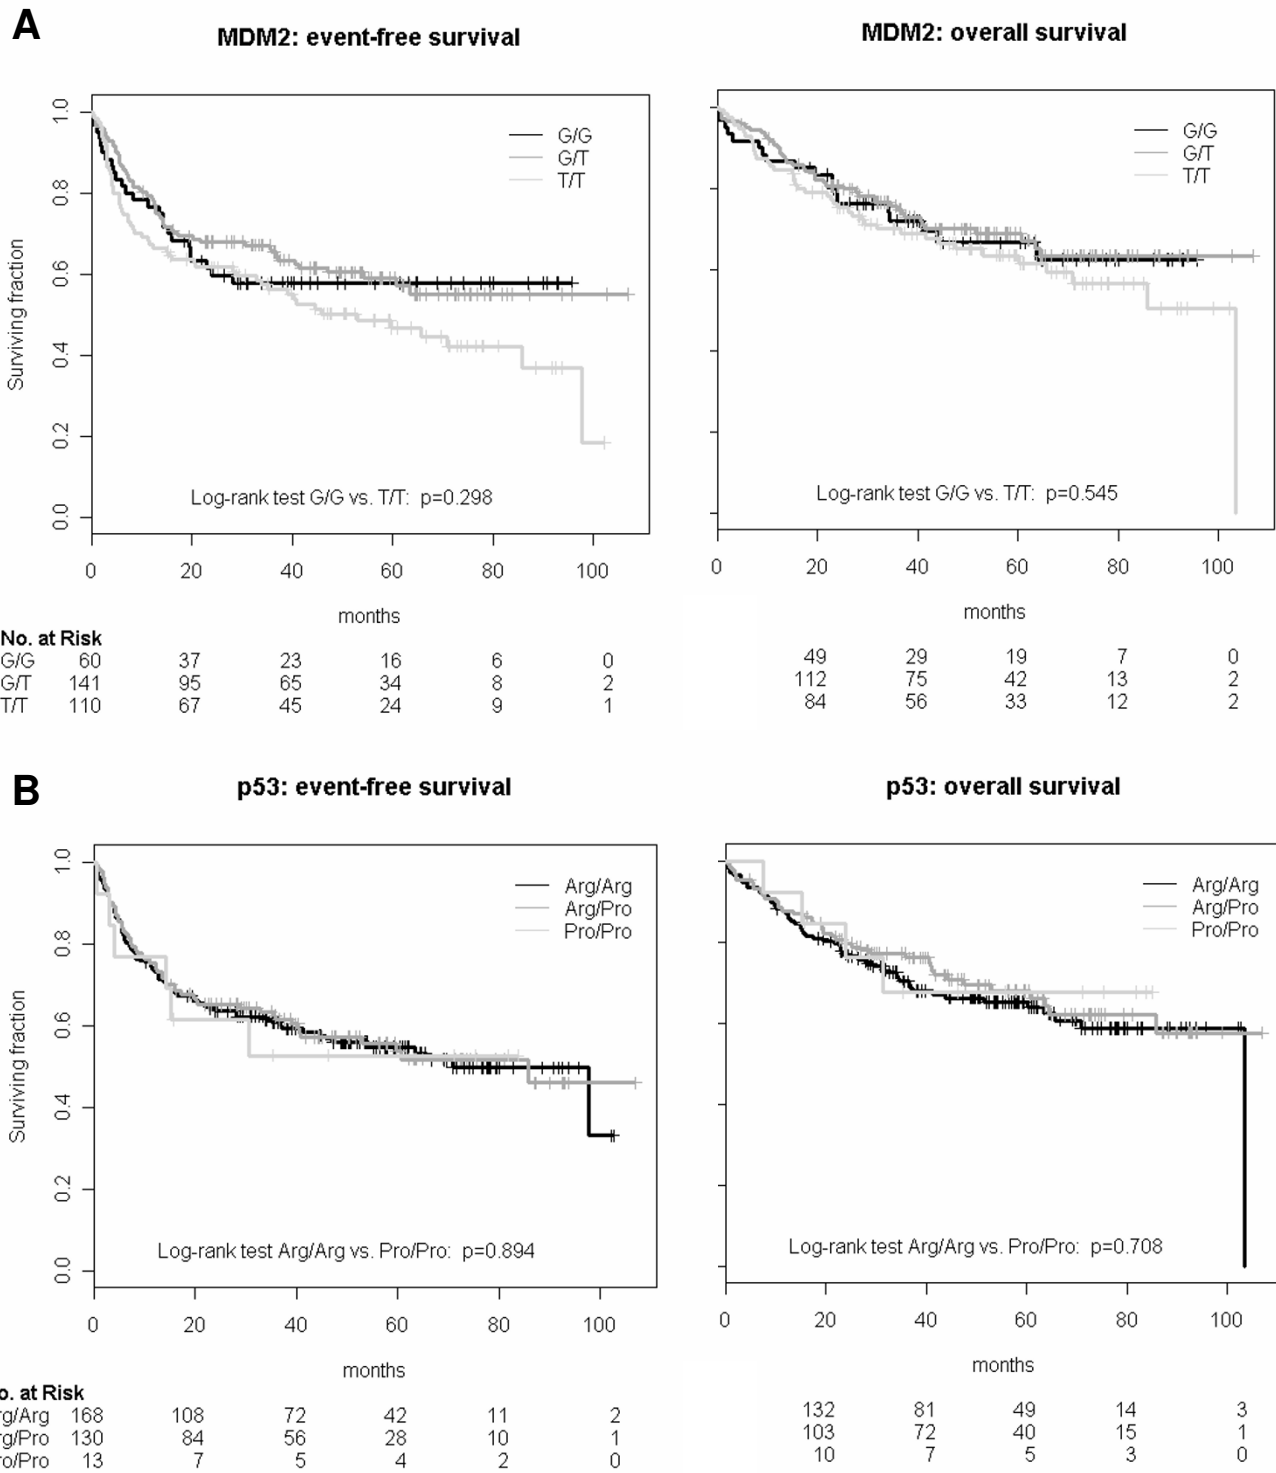 A
MDM2: event-free survival
MDM2: overall survival
Surviving fraction
1.0
0.8
0.6
0.4
0.2
0.0
G/G
G/T
T/T
Log-rank test G/G vs. T/T: p=0.298
0 20 40 60 80 100
months
G/G
G/T
T/T
Log-rank test G/G vs. T/T: p=0.545
0 20 40 60 80 100
months
No. at Risk
G/G 60 37 23 16 6 0
G/T 141 95 65 34 8 2
T/T 110 67 45 24 9 1
49 29 19 7 0
112 75 42 13 2
84 56 33 12 2
B
p53: event-free survival
p53: overall survival
Surviving fraction
1.0
0.8
0.6
0.4
0.2
0.0
Arg/Arg
Arg/Pro
Pro/Pro
Log-rank test Arg/Arg vs. Pro/Pro: p=0.894
0 20 40 60 80 100
months
Arg/Arg
Arg/Pro
Pro/Pro
Log-rank test Arg/Arg vs. Pro/Pro: p=0.708
0 20 40 60 80 100
months
o. at Risk
rg/Arg 168 108 72 42 11 2
rg/Pro 130 84 56 28 10 1
ro/Pro 13 7 5 4 2 0
132 81 49 14 3
103 72 40 15 1
10 7 5 3 0